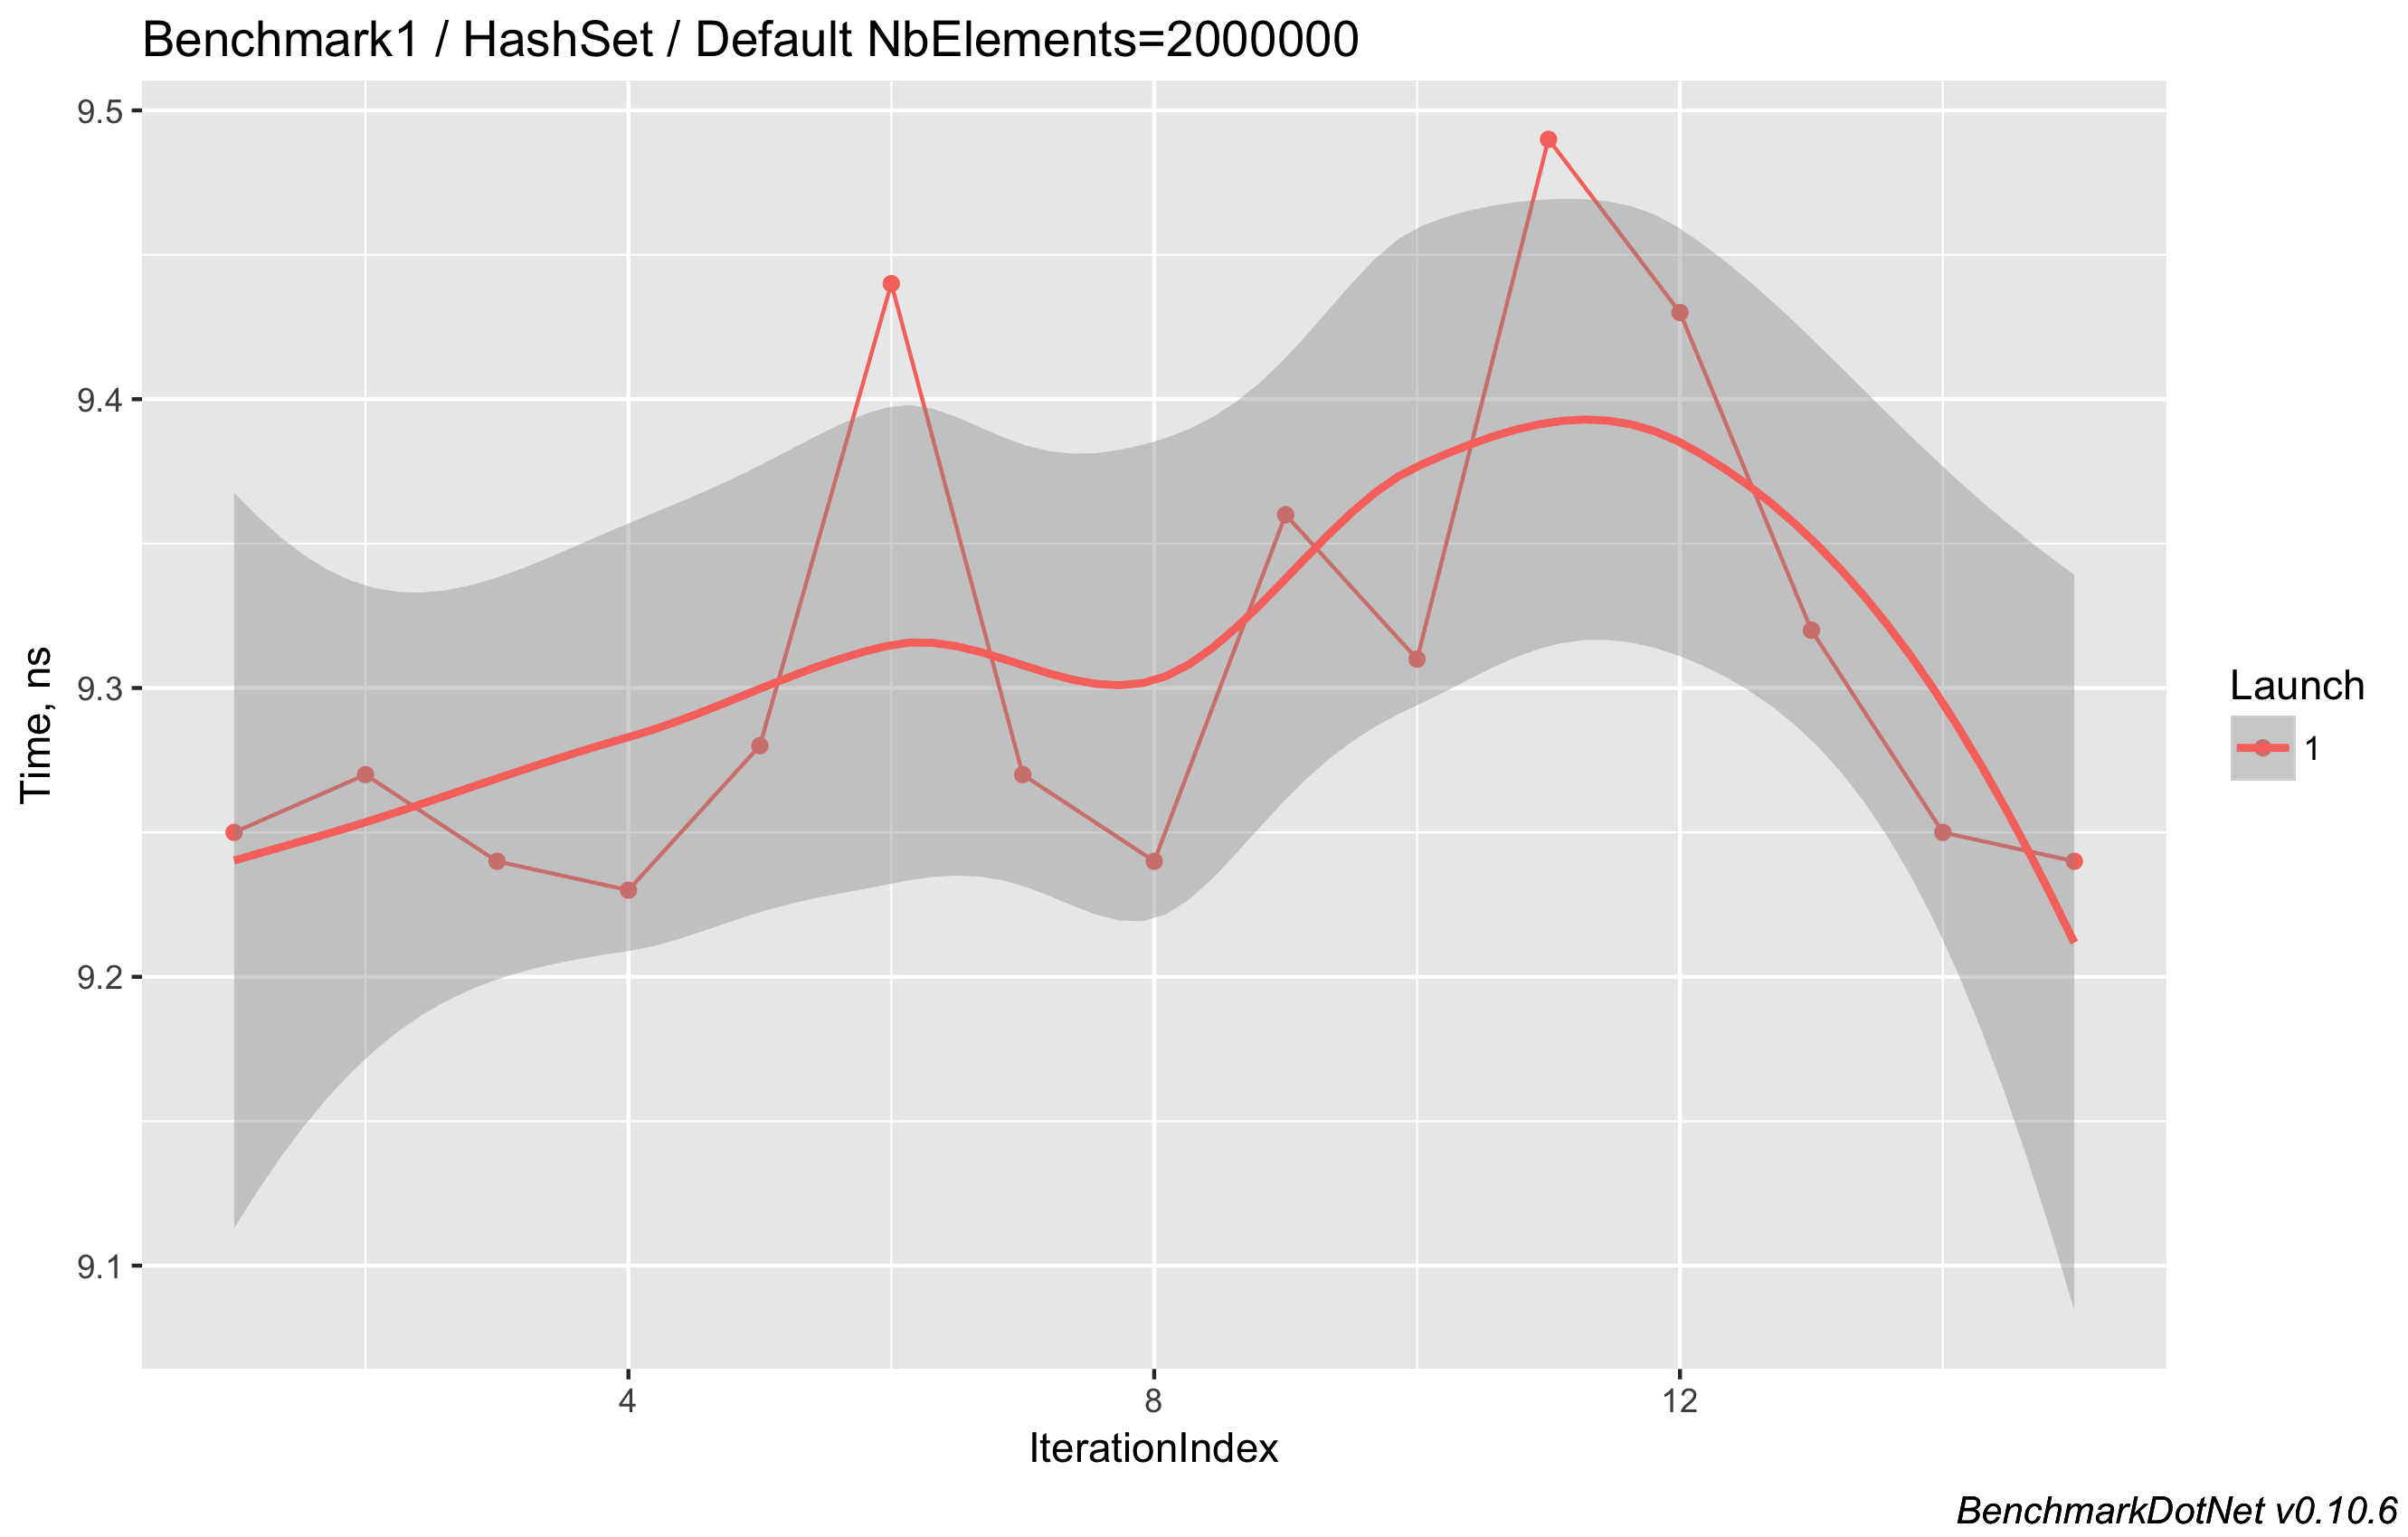 Benchmark1 / HashSet / Default NbElements=2000000
9.5
9.4
9.3
9.2
9.1
Time, ns
4
8
12
IterationIndex
Launch
1
BenchmarkDotNet v0.10.6